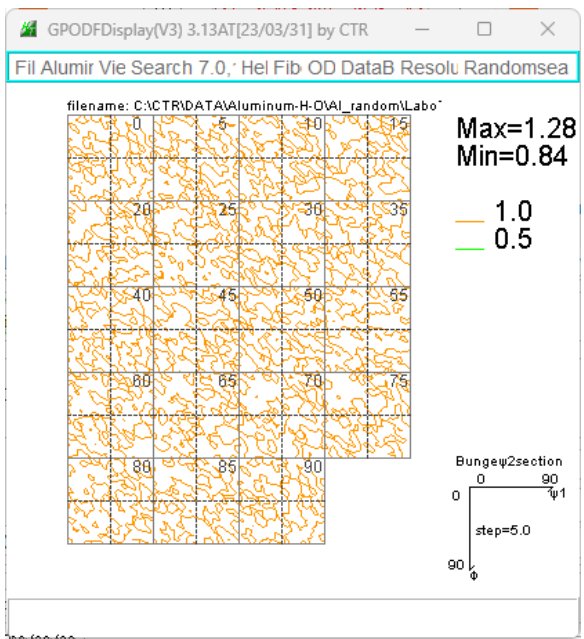 GPODFDisplay(V3) 3.13AT[23/03/31] by CTR
Fil Alumir Vie Search 7.0, Hel Fib OD DataB Resolu Randomsea
filename: C:\CTR\DATA\Aluminum-H-O\Al_random\Labo
Max=1.28
Min=0.84
1.0
0.5
0 5 10 15
20 25 30 35
40 45 50 55
60 65 70 75
80 85 90
Bungeψ2section
0 90
0 ψ1
step=5.0
90
Φ